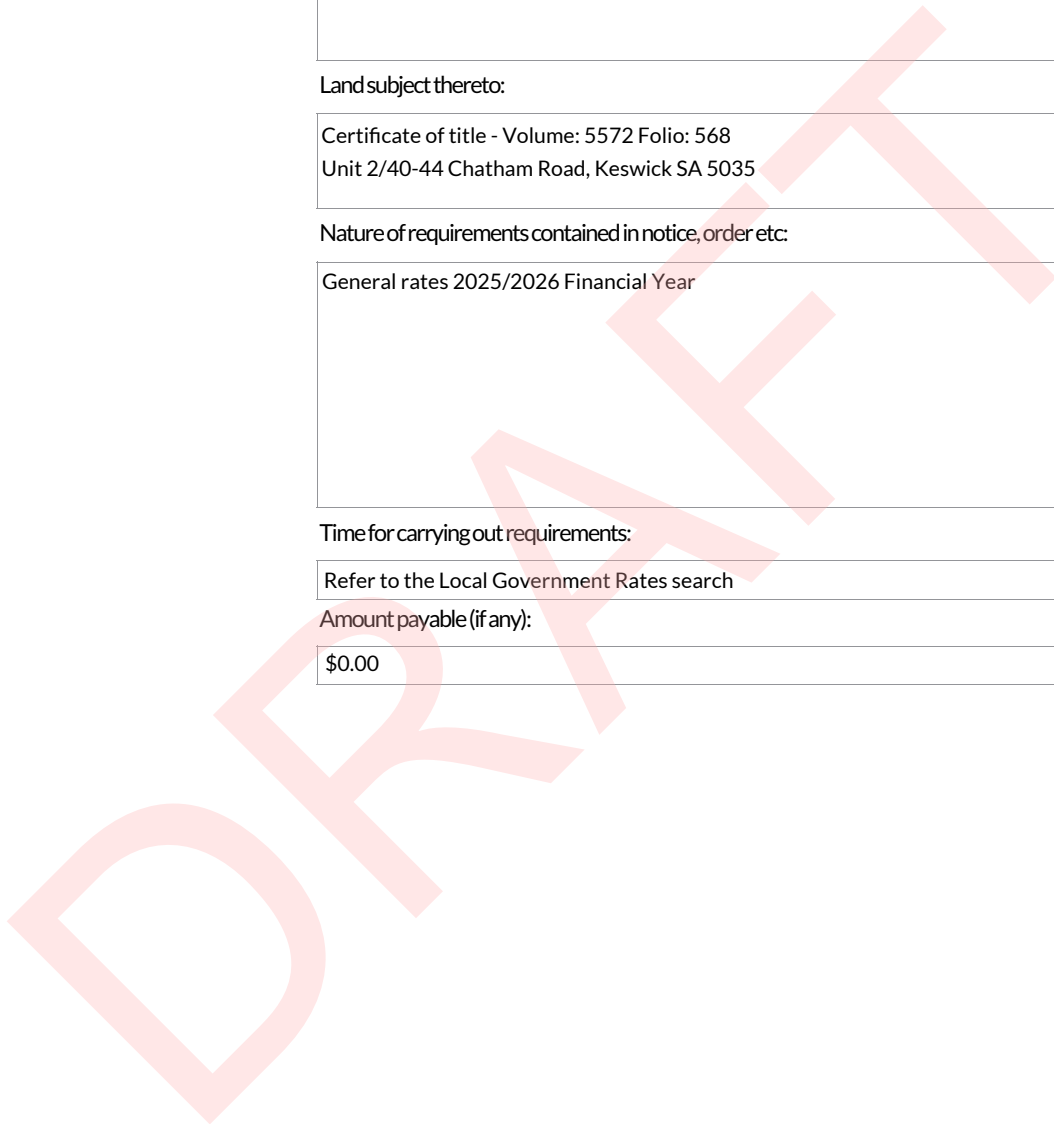 Land subject thereto:
Certificate of title - Volume: 5572 Folio: 568
Unit 2/40-44 Chatham Road, Keswick SA 5035
Nature of requirements contained in notice, order etc:
General rates 2025/2026 Financial Year
Time for carrying out requirements:
Refer to the Local Government Rates search
Amount payable (if any):
$0.00
DRAFT